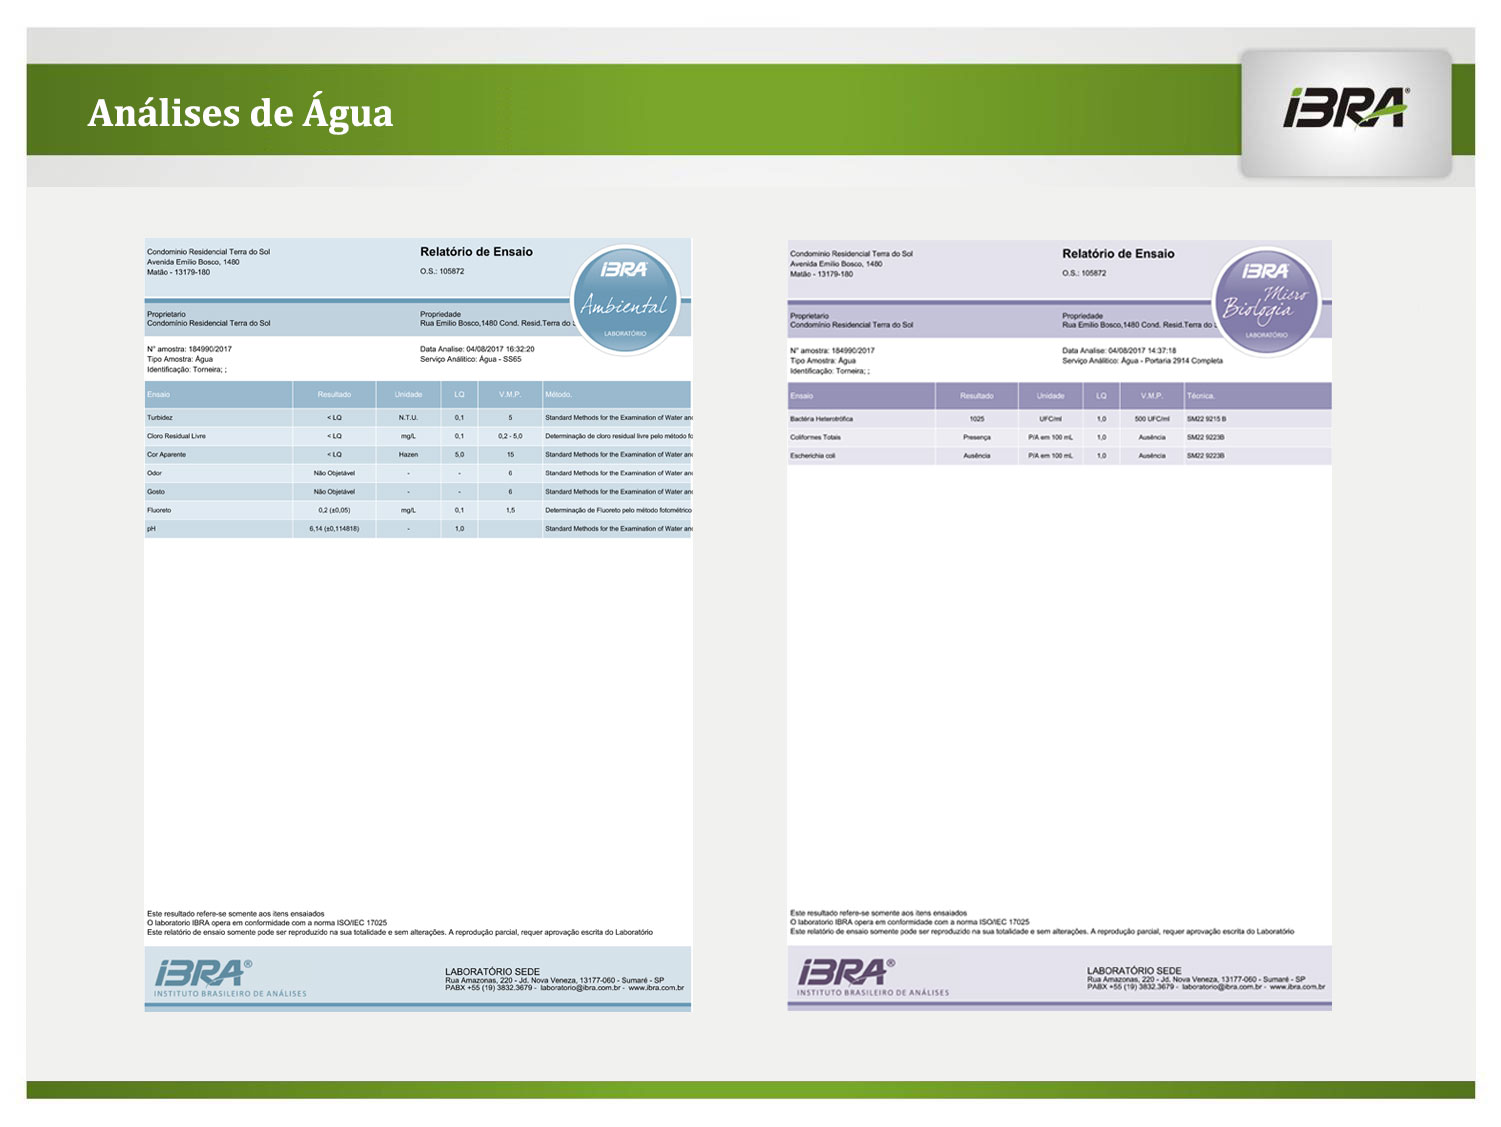 Análises de Água
iBRA®
Condominio Residencial Terra do Sol
Avenida Emilio Bosco, 1480
Matão - 13179-180
Relatório de Ensaio
O.S.: 105872
iBRA
Ambiental
LABORATÓRIO
Proprietario
Condomínio Residencial Terra do Sol
Propriedade
Rua Emilio Bosco,1480 Cond. Resid.Terra do
N° amostra: 184990/2017
Tipo Amostra: Água
Identificação: Torneira; ;
Data Analise: 04/08/2017 16:32:20
Serviço Análitico: Água - SS65
Ensaio Resultado Unidade LQ V.M.P. Método.
Turbidez < LQ N.T.U. 0,1 5 Standard Methods for the Examination of Water
Cloro Residual Livre < LQ mg/L 0,1 0,2 - 5,0 Determinação de cloro residual livre pelo método
Cor Aparente < LQ Hazen 5,0 15 Standard Methods for the Examination of Water
Odor Não Objetável - - 6 Standard Methods for the Examination of Water
Gosto Não Objetável - - 6 Standard Methods for the Examination of Water
Fluoreto 0,2 (±0,05) mg/L 0,1 1,5 Determinação de Fluoreto pelo método fotométrico
pH 6,14 (±0,114818) - 1,0 Standard Methods for the Examination of Water
Este resultado refere-se somente aos itens ensaiados
O laboratorio IBRA opera em conformidade com a norma ISO/IEC 17025
Este relatório de ensaio somente pode ser reproduzido na sua totalidade e sem alterações. A reprodução parcial, requer aprovação escrita do Laboratório
iBRA®
INSTITUTO BRASILEIRO DE ANÁLISES
LABORATÓRIO SEDE
Rua Amazonas, 220 - Jd. Nova Veneza, 13177-060 - Sumaré - SP
PABX +55 (19) 3832.3679 - laboratorio@ibra.com.br - www.ibra.com.br
Condominio Residencial Terra do Sol
Avenida Emilio Bosco, 1480
Matão - 13179-180
Relatório de Ensaio
O.S.: 105872
iBRA
Micro
Biologia
LABORATÓRIO
Proprietario
Condomínio Residencial Terra do Sol
Propriedade
Rua Emilio Bosco,1480 Cond. Resid.Terra do
N° amostra: 184990/2017
Tipo Amostra: Água
Identificação: Torneira; ;
Data Analise: 04/08/2017 14:37:18
Serviço Análitico: Água - Portaria 2914 Completa
Ensaio Resultado Unidade LQ V.M.P. Técnica.
Bactéria Heterotrófica 1025 UFC/ml 1,0 500 UFC/ml SM22 9215 B
Coliformes Totais Presença P/A em 100 mL 1,0 Ausência SM22 9223B
Escherichia coli Ausência P/A em 100 mL 1,0 Ausência SM22 9223B
Este resultado refere-se somente aos itens ensaiados
O laboratorio IBRA opera em conformidade com a norma ISO/IEC 17025
Este relatório de ensaio somente pode ser reproduzido na sua totalidade e sem alterações. A reprodução parcial, requer aprovação escrita do Laboratório
iBRA®
INSTITUTO BRASILEIRO DE ANÁLISES
LABORATÓRIO SEDE
Rua Amazonas, 220 - Jd. Nova Veneza, 13177-060 - Sumaré - SP
PABX +55 (19) 3832.3679 - laboratorio@ibra.com.br - www.ibra.com.br